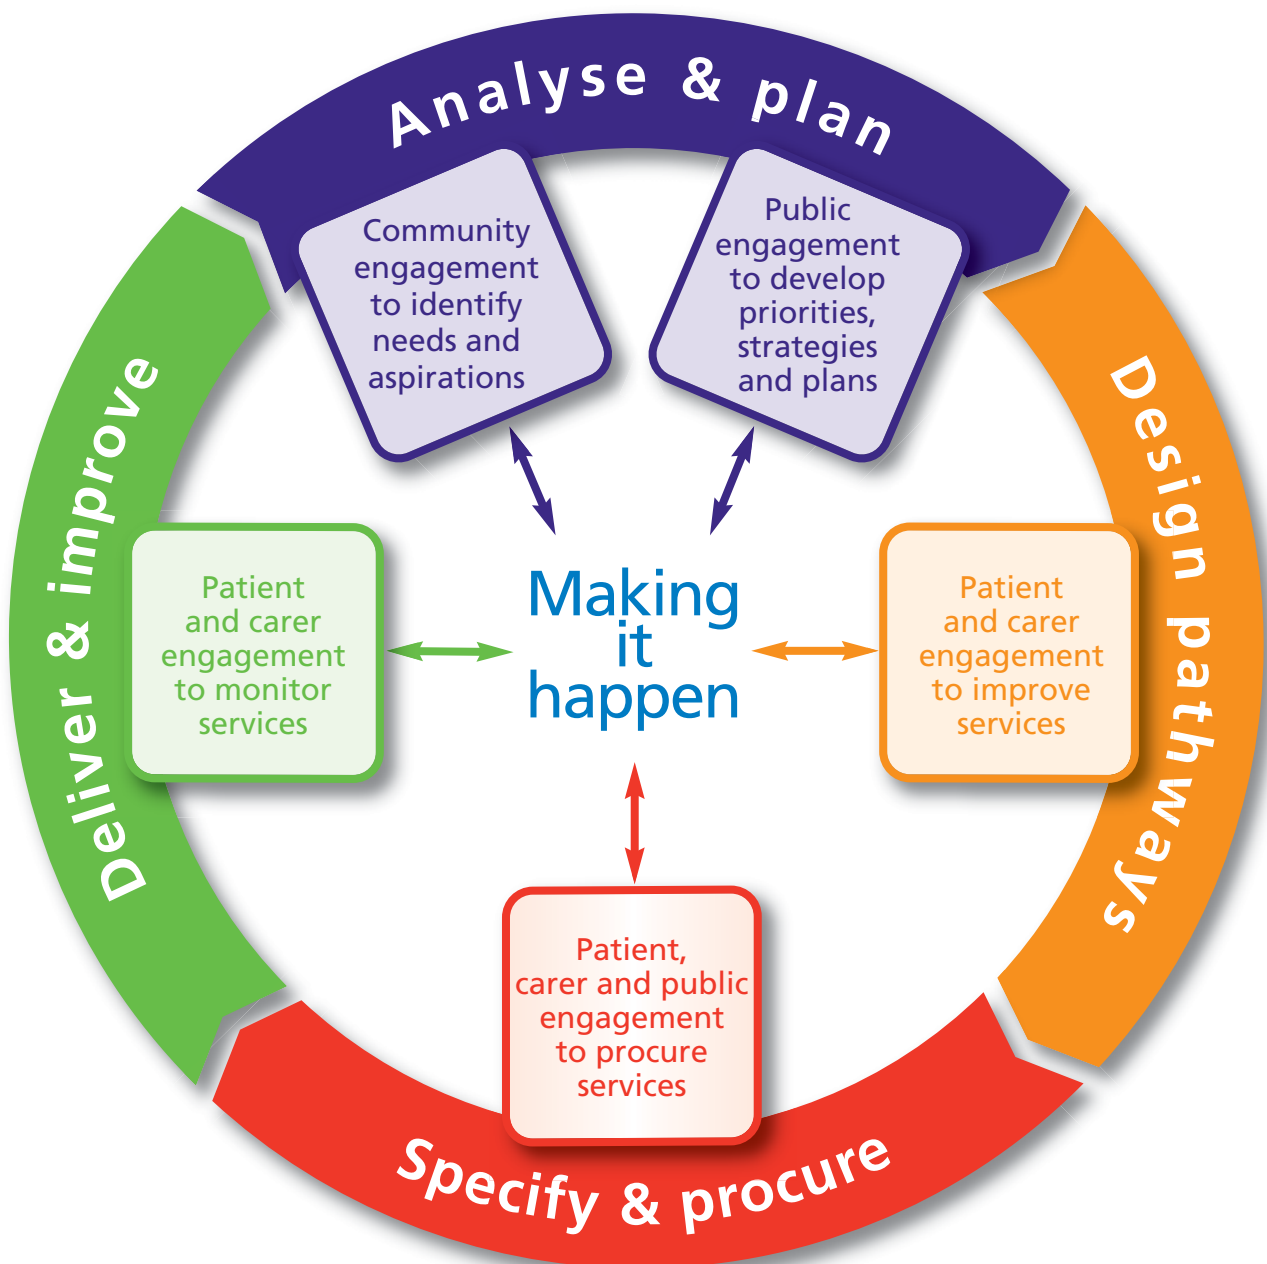 Analyse & plan
Community
engagement
to identify
needs and
aspirations
Public
engagement
to develop
priorities,
strategies
and plans
Design pathways
Deliver & improve
Patient
and carer
engagement
to monitor
services
Making
it
happen
Patient
and carer
engagement
to improve
services
Patient,
carer and public
engagement
to procure
services
Specify & procure